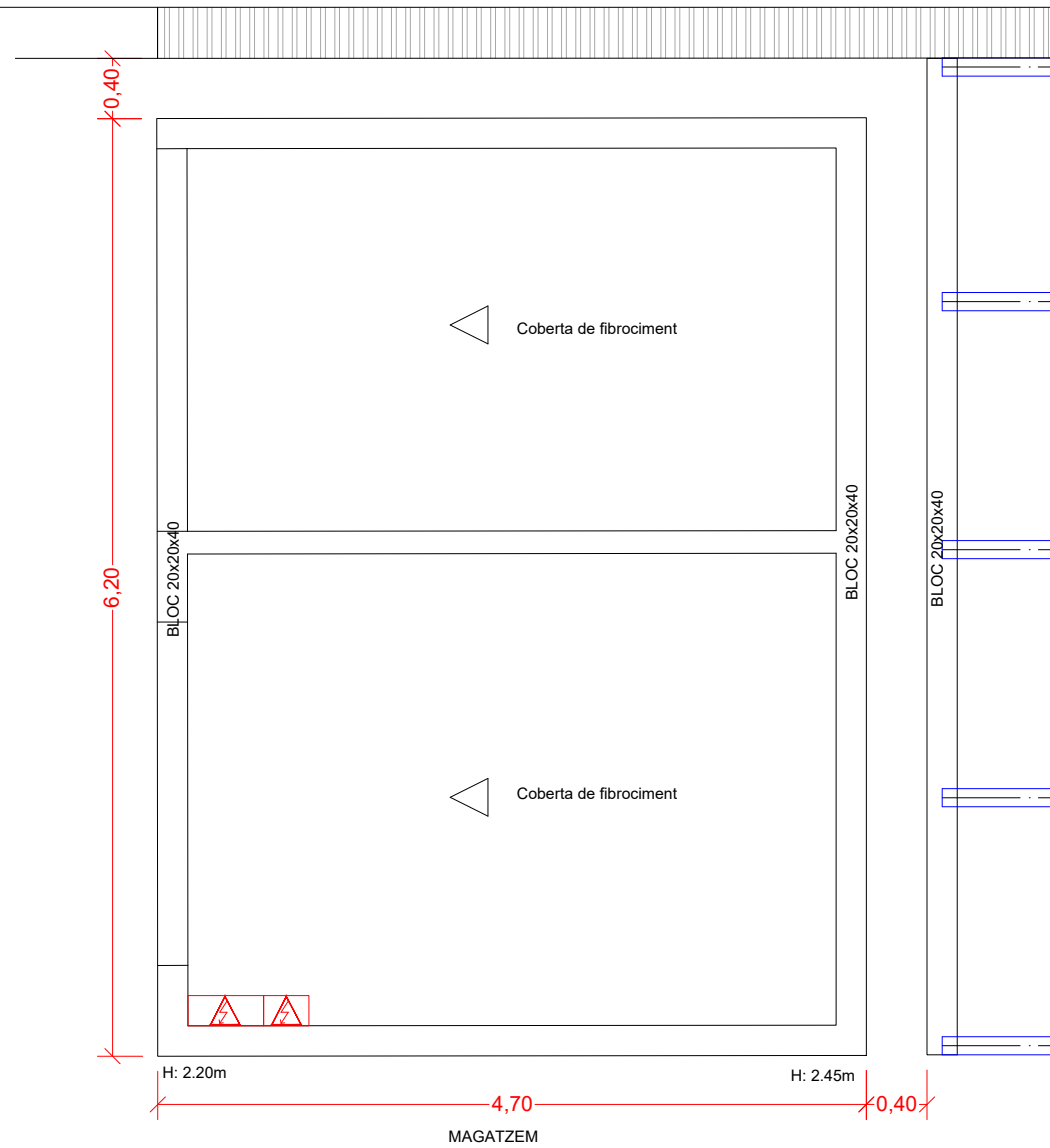 0,40
Coberta de fibrociment
BLOC 20x20x40
BLOC 20x20x40
BLOC 20x20x40
6,20
Coberta de fibrociment
H: 2.20m
H: 2.45m
4,70
0,40
MAGATZEM